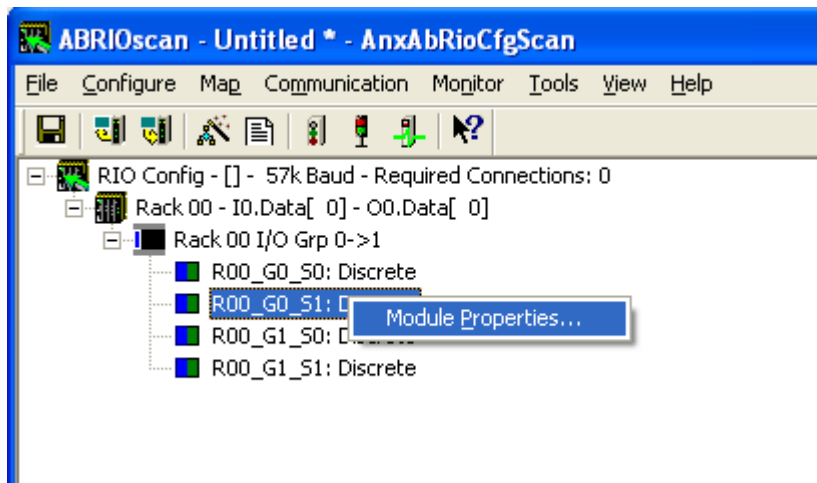 ABRIOscan - Untitled * - AnxAbRioCfgScan
File Configure Map Communication Monitor Tools View Help
RIO Config - [] - 57k Baud - Required Connections: 0
Rack 00 - I0.Data[ 0] - O0.Data[ 0]
Rack 00 I/O Grp 0->1
R00_G0_S0: Discrete
R00_G0_S1: D
Module Properties...
R00_G1_S0: D
R00_G1_S1: Discrete